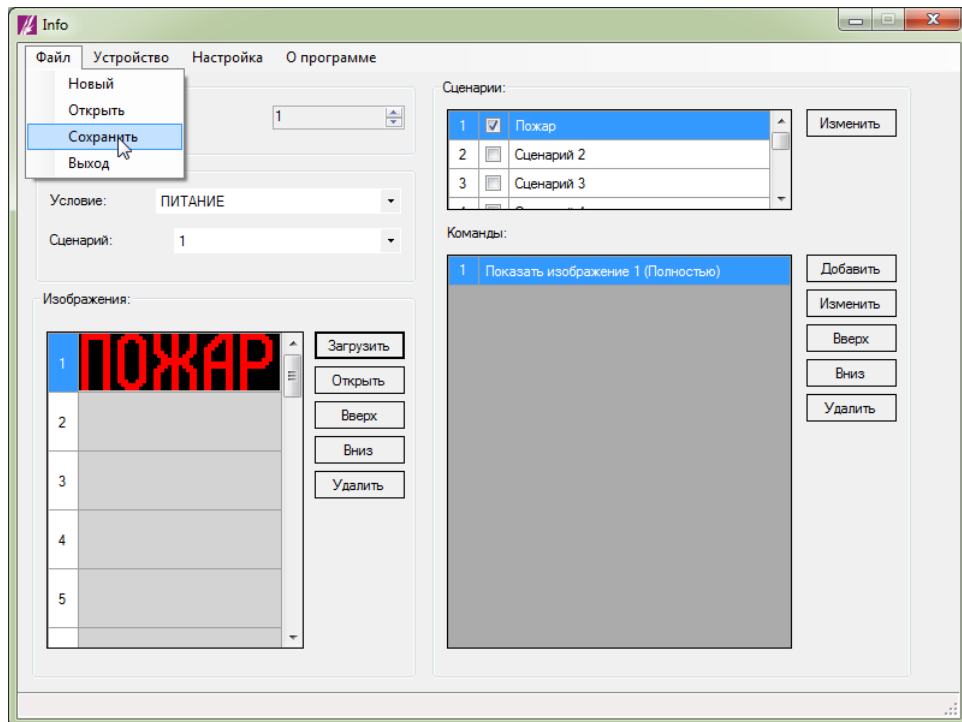 Info
Файл Устройство Настройка О программе
Новый
Открыть
Сохранить
Выход
1
Условие: ПИТАНИЕ
Сценарий: 1
Изображения:
1 ПОЖАР
2
3
4
5
Загрузить
Открыть
Вверх
Вниз
Удалить
Сценарии:
1 Пожар
2 Сценарий 2
3 Сценарий 3
Изменить
Команды:
1 Показать изображение 1 (Полностью)
Добавить
Изменить
Вверх
Вниз
Удалить